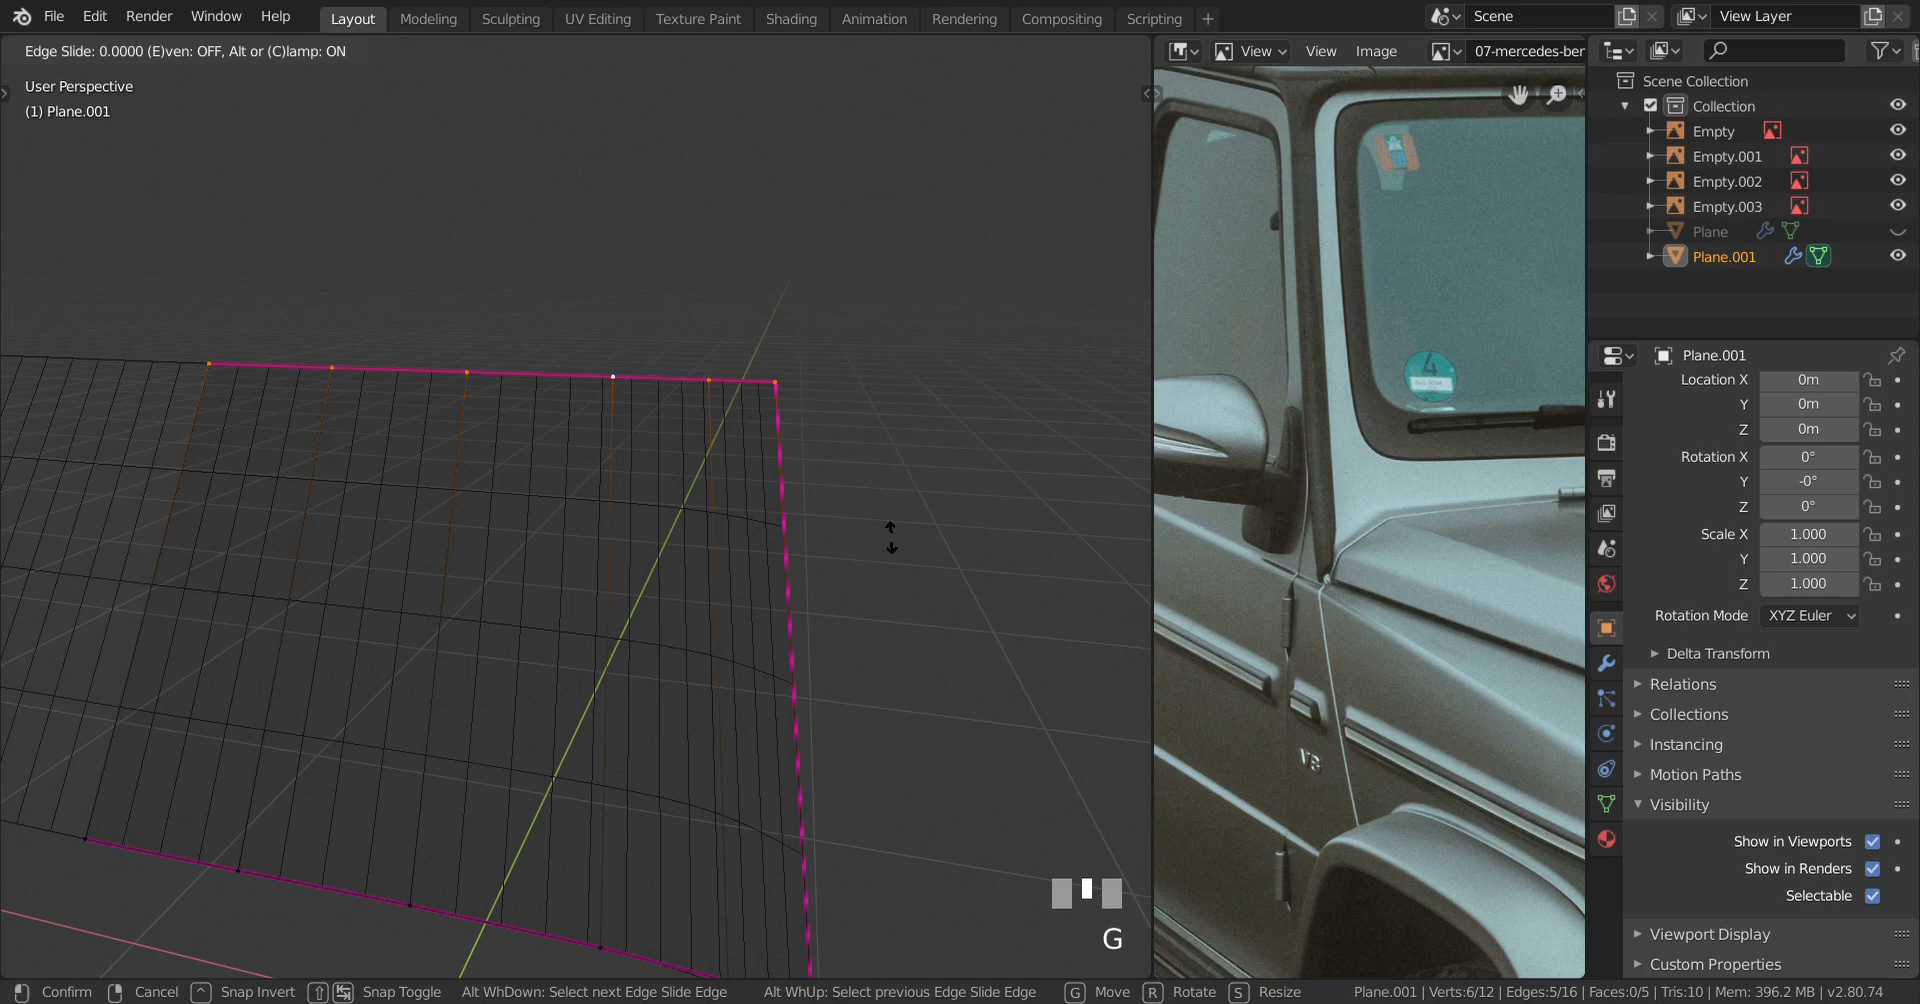 File Edit Render Window Help Layout Modeling Sculpting UV Editing Texture Paint Shading Animation Rendering Compositing Scripting + Scene View Layer
Edge Slide: 0.0000 (E)ven: OFF, Alt or (C)lamp: ON
User Perspective
(1) Plane.001
View View Image 07-mercedes-ber
4
V8
G
Scene Collection
Collection
Empty
Empty.001
Empty.002
Empty.003
Plane
Plane.001
Plane.001
Location X 0m
Y 0m
Z 0m
Rotation X 0°
Y -0°
Z 0°
Scale X 1.000
Y 1.000
Z 1.000
Rotation Mode XYZ Euler
Delta Transform
Relations
Collections
Instancing
Motion Paths
Visibility
Show in Viewports
Show in Renders
Selectable
Viewport Display
Custom Properties
Confirm Cancel Snap Invert Snap Toggle Alt WhDown: Select next Edge Slide Edge Alt WhUp: Select previous Edge Slide Edge G Move R Rotate S Resize Plane.001 | Verts:6/12 | Edges:5/16 | Faces:0/5 | Tris:10 | Mem: 396.2 MB | v2.80.74